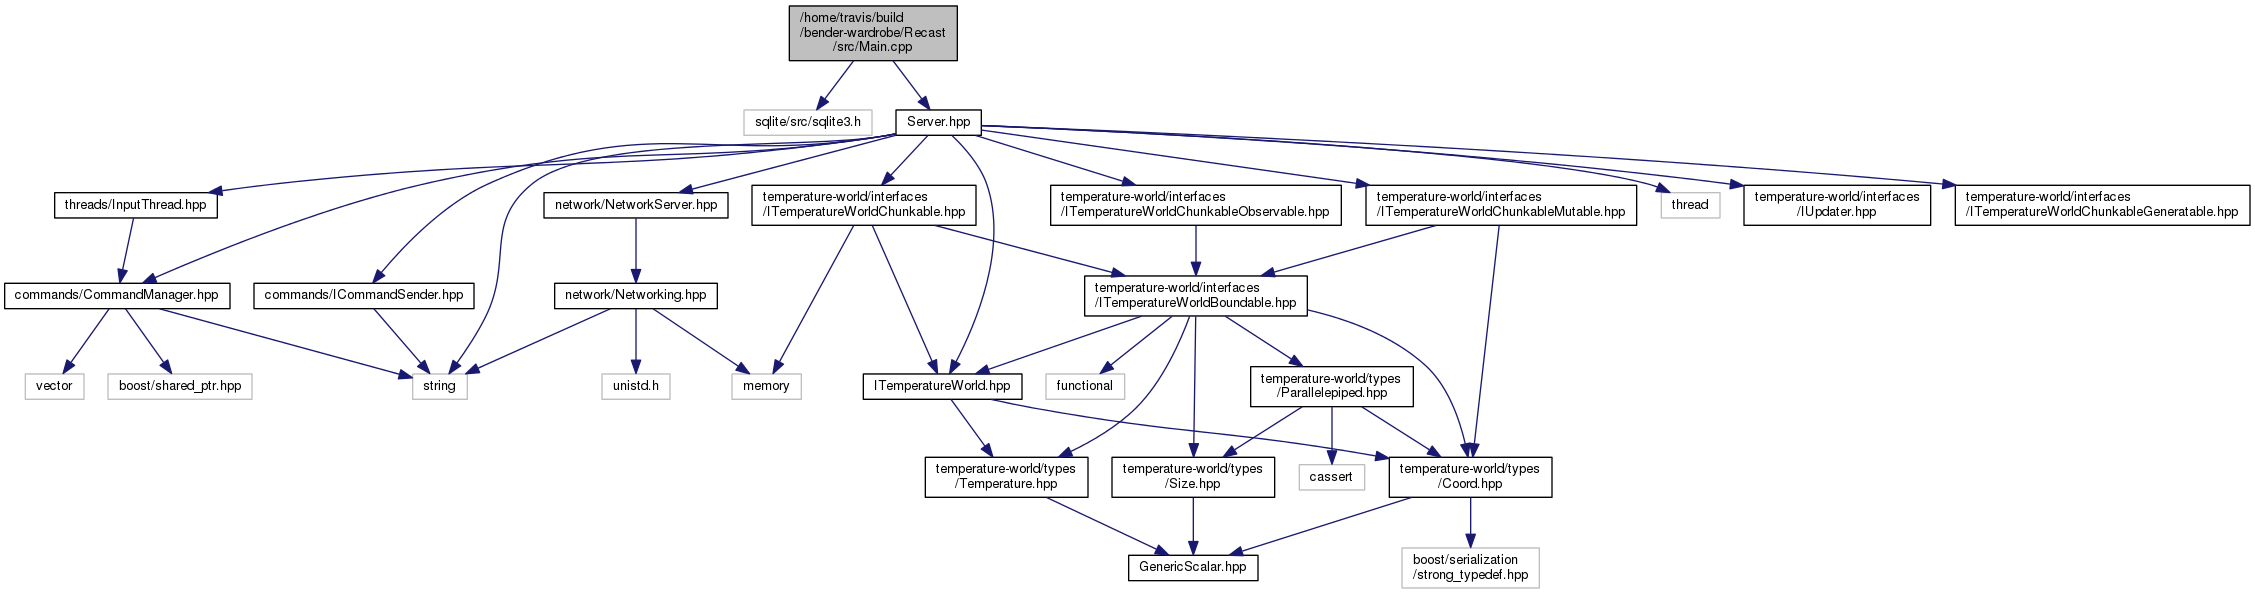 /home/travis/build
/bender-wardrobe/Recast
/src/Main.cpp
sqlite/src/sqlite3.h
Server.hpp
threads/InputThread.hpp
network/NetworkServer.hpp
temperature-world/interfaces
/ITemperatureWorldChunkable.hpp
temperature-world/interfaces
/ITemperatureWorldChunkableObservable.hpp
temperature-world/interfaces
/ITemperatureWorldChunkableMutable.hpp
thread
temperature-world/interfaces
/IUpdater.hpp
temperature-world/interfaces
/ITemperatureWorldChunkableGeneratable.hpp
commands/CommandManager.hpp
commands/ICommandSender.hpp
network/Networking.hpp
temperature-world/interfaces
/ITemperatureWorldBoundable.hpp
vector
boost/shared_ptr.hpp
string
unistd.h
memory
ITemperatureWorld.hpp
functional
temperature-world/types
/Parallelepiped.hpp
temperature-world/types
/Temperature.hpp
temperature-world/types
/Size.hpp
cassert
temperature-world/types
/Coord.hpp
GenericScalar.hpp
boost/serialization
/strong_typedef.hpp